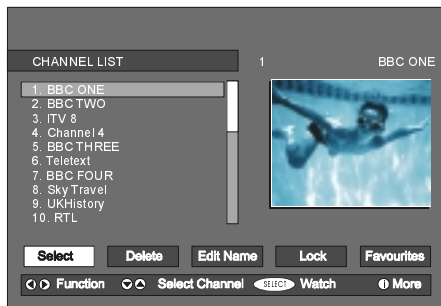 CHANNEL LIST
1 BBC ONE
1. BBC ONE
2. BBC TWO
3. ITV 8
4. Channel 4
5. BBC THREE
6. Teletext
7. BBC FOUR
8. Sky Travel
9. UKHistory
10. RTL
Select Delete Edit Name Lock Favourites
Function Select Channel SELECT Watch i More